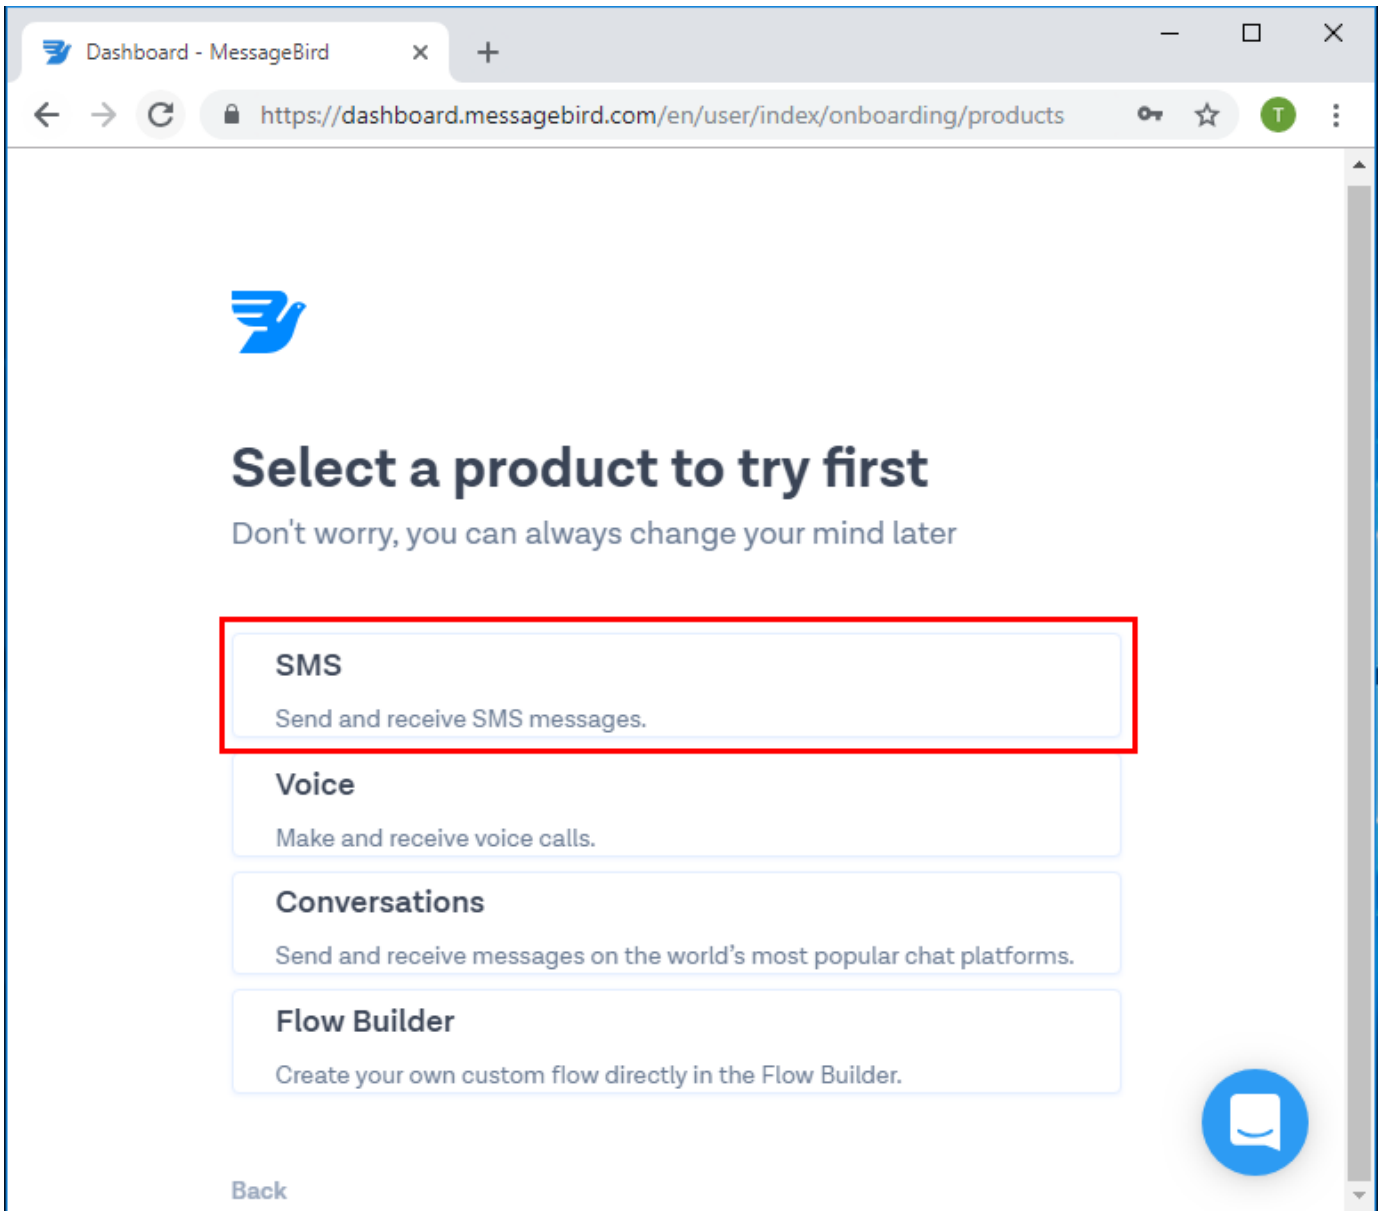 Dashboard - MessageBird
https://dashboard.messagebird.com/en/user/index/onboarding/products
T
Select a product to try first
Don't worry, you can always change your mind later
SMS
Send and receive SMS messages.
Voice
Make and receive voice calls.
Conversations
Send and receive messages on the world’s most popular chat platforms.
Flow Builder
Create your own custom flow directly in the Flow Builder.
Back